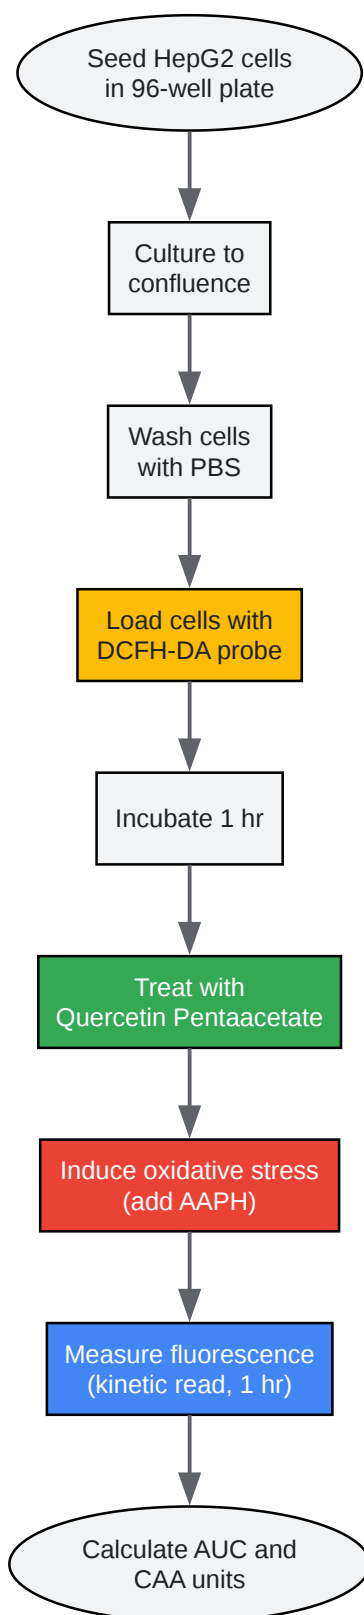 Seed HepG2 cells
in 96-well plate
Culture to
confluence
Wash cells
with PBS
Load cells with
DCFH-DA probe
Incubate 1 hr
Treat with
Quercetin Pentaacetate
Induce oxidative stress
(add AAPH)
Measure fluorescence
(kinetic read, 1 hr)
Calculate AUC and
CAA units